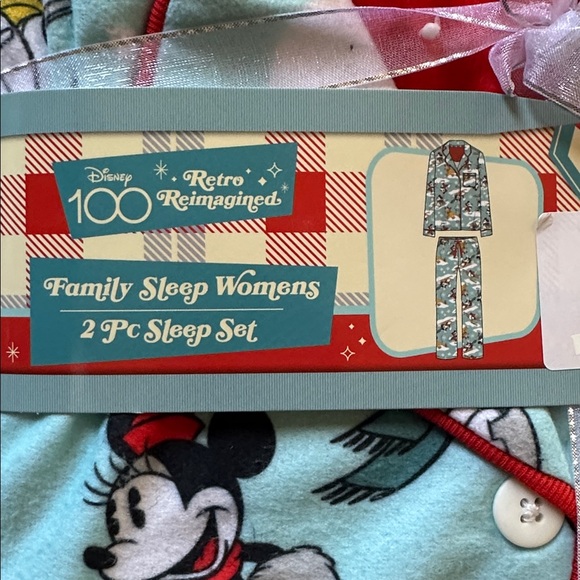 Disney
100
Retro
Reimagined
Family Sleep Womens
2 Pc Sleep Set